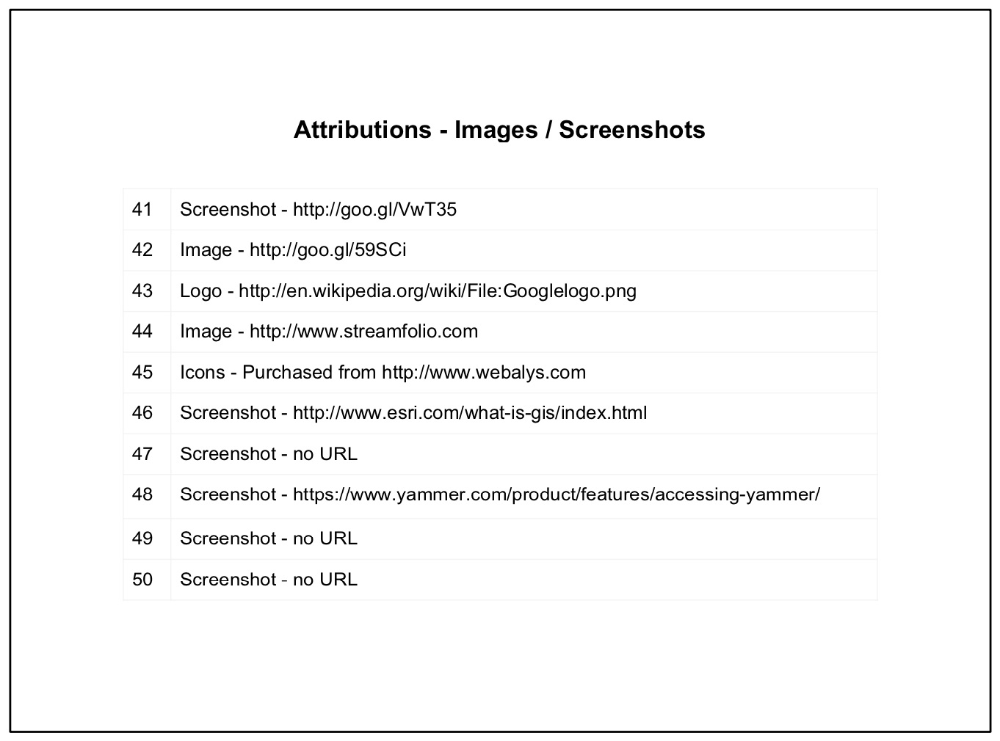 Attributions - Images / Screenshots
41 Screenshot - http://goo.gl/VwT35
42 Image - http://goo.gl/59SCi
43 Logo - http://en.wikipedia.org/wiki/File:Googlelogo.png
44 Image - http://www.streamfolio.com
45 Icons - Purchased from http://www.webalys.com
46 Screenshot - http://www.esri.com/what-is-gis/index.html
47 Screenshot - no URL
48 Screenshot - https://www.yammer.com/product/features/accessing-yammer/
49 Screenshot - no URL
50 Screenshot - no URL